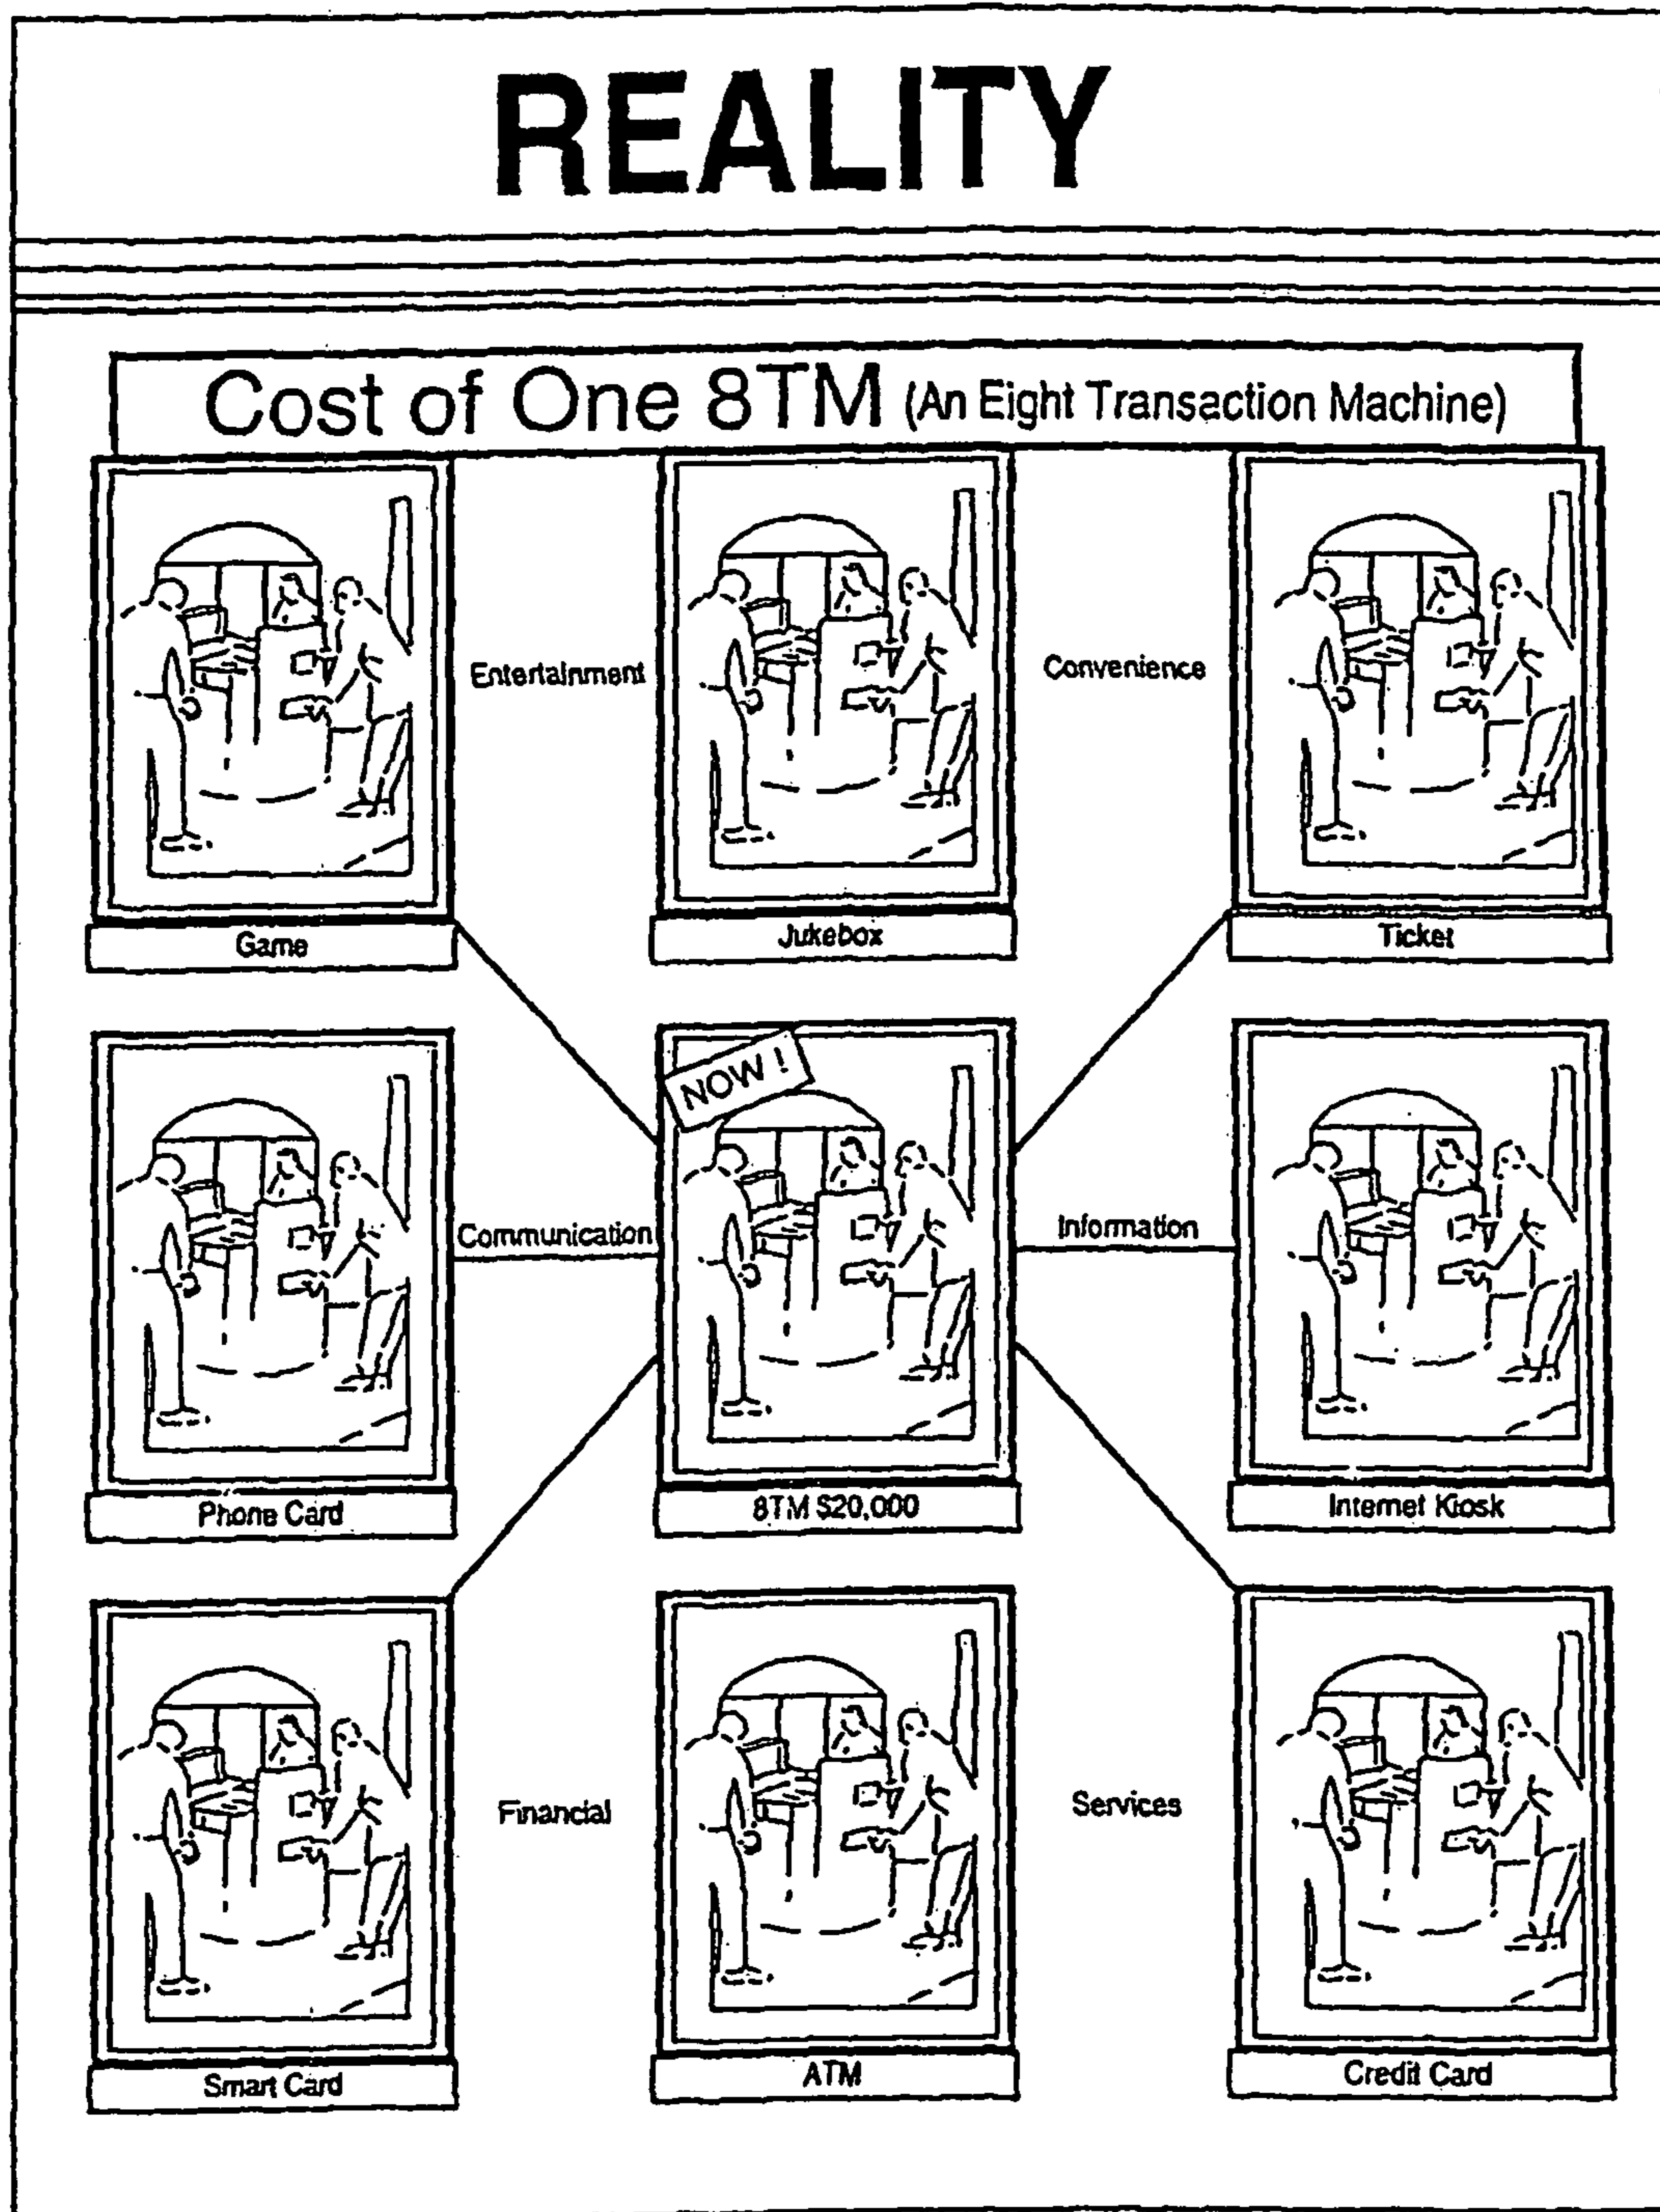 REALITY
Cost of One 8TM (An Eight Transaction Machine)
Entertainment
Convenience
Game
Jukebox
Ticket
NOW !
Communication
Information
Phone Card
8TM $20,000
Internet Kiosk
Financial
Services
Smart Card
ATM
Credit Card